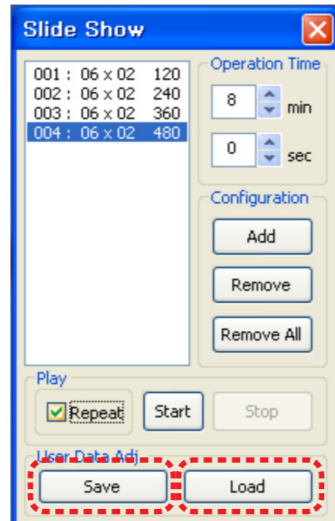 Slide Show
001 : 06 x 02 120
002 : 06 x 02 240
003 : 06 x 02 360
004 : 06 x 02 480
Operation Time
8 min
0 sec
Configuration
Add
Remove
Remove All
Play
Repeat Start Stop
User Data Adj
Save Load